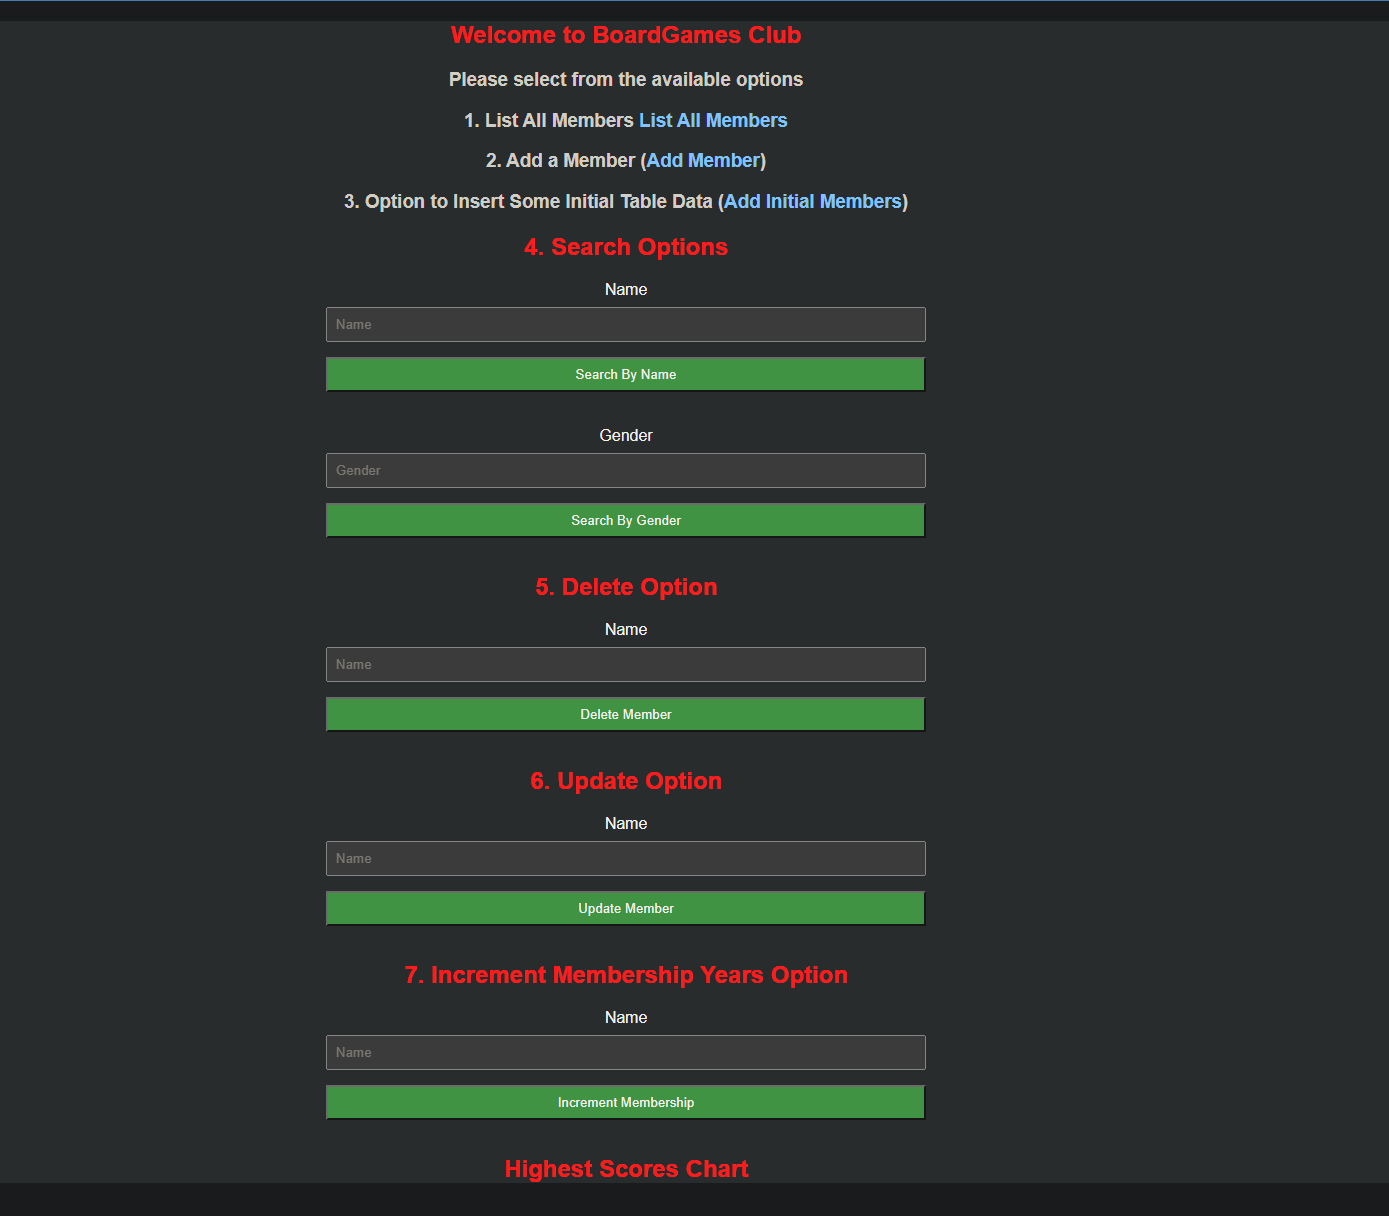 Welcome to BoardGames Club
Please select from the available options
1. List All Members List All Members
2. Add a Member (Add Member)
3. Option to Insert Some Initial Table Data (Add Initial Members)
4. Search Options
Name
Name
Search By Name
Gender
Gender
Search By Gender
5. Delete Option
Name
Name
Delete Member
6. Update Option
Name
Name
Update Member
7. Increment Membership Years Option
Name
Name
Increment Membership
Highest Scores Chart